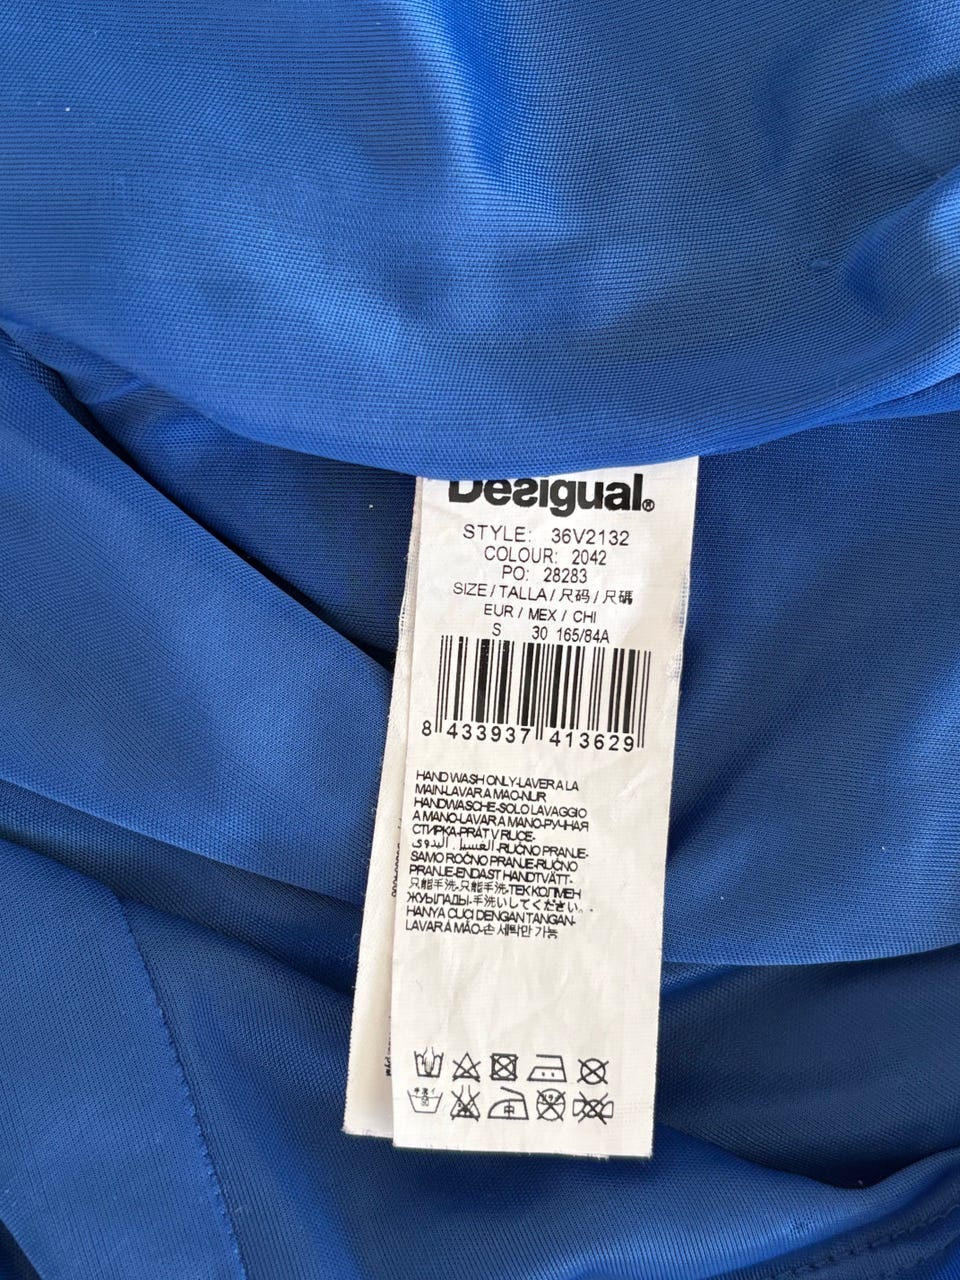 Desigual®
STYLE: 36V2132
COLOUR: 2042
PO: 28283
SIZE / TALLA / 尺码 / 尺碼
EUR / MEX / CHI
S 30 165/84A
8 433937 413629
HAND WASH ONLY-LAVER A LA
MAIN-LAVAR A MAO-NUR
HANDWASCHE-SOLO LAVAGGIO
A MANO-LAVAR A MANO-РУЧНАЯ
СТИРКА-PRÁT V RUCE-
الغسيل اليدوى-RUČNO PRANJE-
SAMO ROČNO PRANJE-RUČNO
PRANJE-ENDAST HANDTVÄTT-
只能手洗-只能手洗-ТЕК КОЛМЕН
ЖУЫЛАДЫ-手洗いしてください。-
HANYA CUCI DENGAN TANGAN-
LAVAR A MÃO-손 세탁만 가능